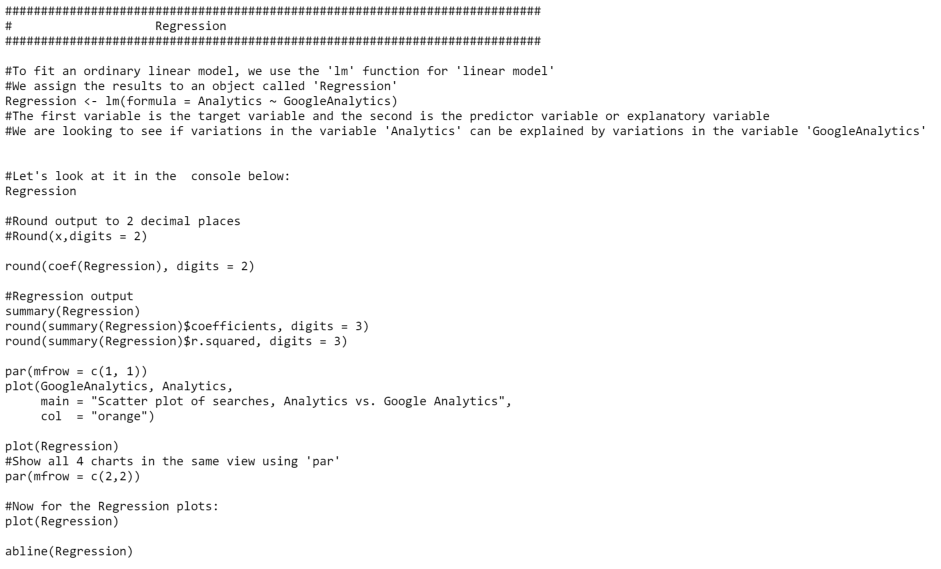 ###########################################################################
#                    Regression
###########################################################################
#To fit an ordinary linear model, we use the 'lm' function for 'linear model'
#We assign the results to an object called 'Regression'
Regression <- lm(formula = Analytics ~ GoogleAnalytics)
#The first variable is the target variable and the second is the predictor variable or explanatory variable
#We are looking to see if variations in the variable 'Analytics' can be explained by variations in the variable 'GoogleAnalytics'
#Let's look at it in the  console below:
Regression
#Round output to 2 decimal places
#Round(x,digits = 2)
round(coef(Regression), digits = 2)
#Regression output
summary(Regression)
round(summary(Regression)$coefficients, digits = 3)
round(summary(Regression)$r.squared, digits = 3)
par(mfrow = c(1, 1))
plot(GoogleAnalytics, Analytics,
     main = "Scatter plot of searches, Analytics vs. Google Analytics",
     col  = "orange")
plot(Regression)
#Show all 4 charts in the same view using 'par'
par(mfrow = c(2,2))
#Now for the Regression plots:
plot(Regression)
abline(Regression)